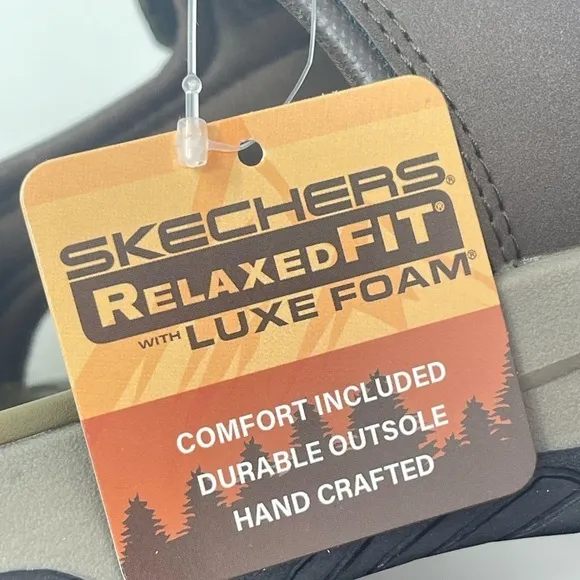 SKECHERS®
RELAXED FIT®
WITH LUXE FOAM®
COMFORT INCLUDED
DURABLE OUTSOLE
HAND CRAFTED